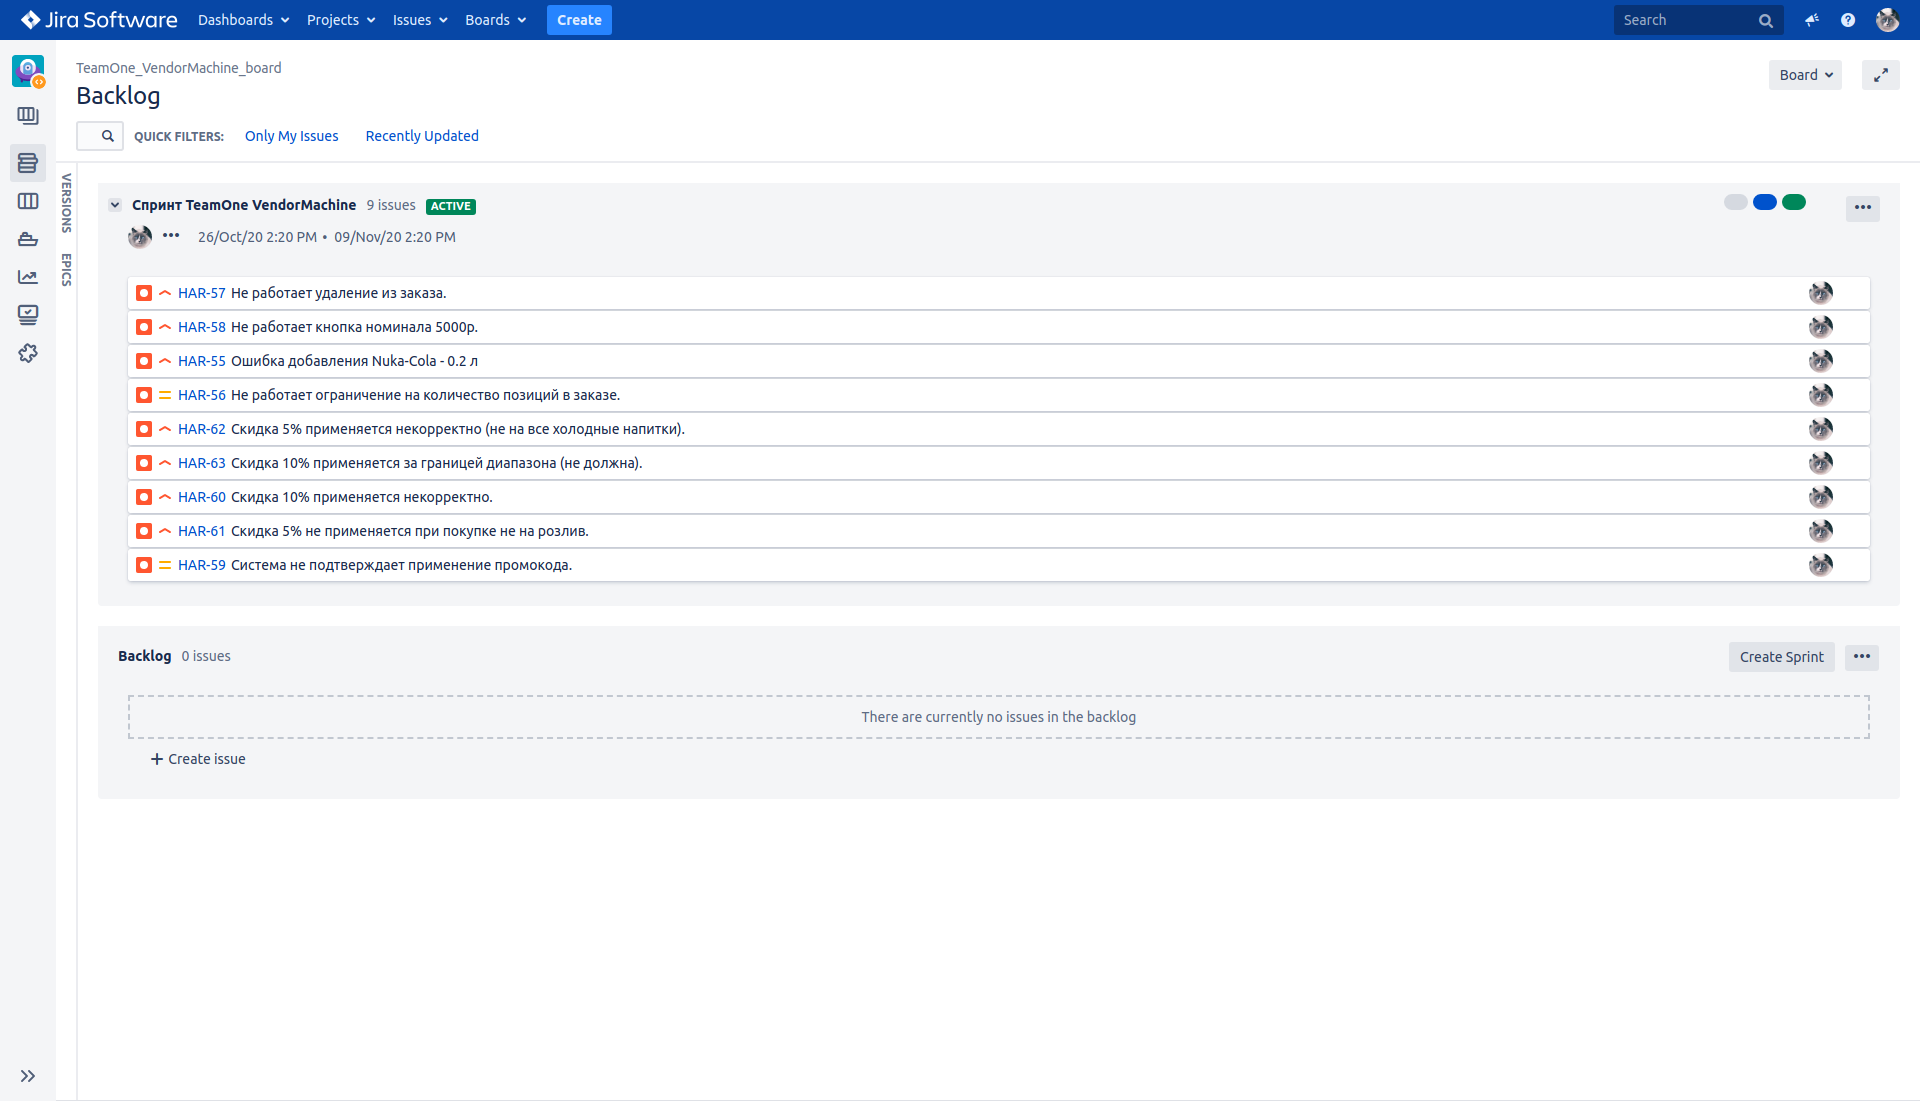 Jira Software Dashboards Projects Issues Boards Create Search
TeamOne_VendorMachine_board
Backlog
Board
QUICK FILTERS: Only My Issues Recently Updated
VERSIONS
EPICS
Спринт TeamOne VendorMachine 9 issues ACTIVE
26/Oct/20 2:20 PM • 09/Nov/20 2:20 PM
HAR-57 Не работает удаление из заказа.
HAR-58 Не работает кнопка номинала 5000р.
HAR-55 Ошибка добавления Nuka-Cola - 0.2 л
HAR-56 Не работает ограничение на количество позиций в заказе.
HAR-62 Скидка 5% применяется некорректно (не на все холодные напитки).
HAR-63 Скидка 10% применяется за границей диапазона (не должна).
HAR-60 Скидка 10% применяется некорректно.
HAR-61 Скидка 5% не применяется при покупке не на розлив.
HAR-59 Система не подтверждает применение промокода.
Backlog 0 issues Create Sprint
There are currently no issues in the backlog
Create issue